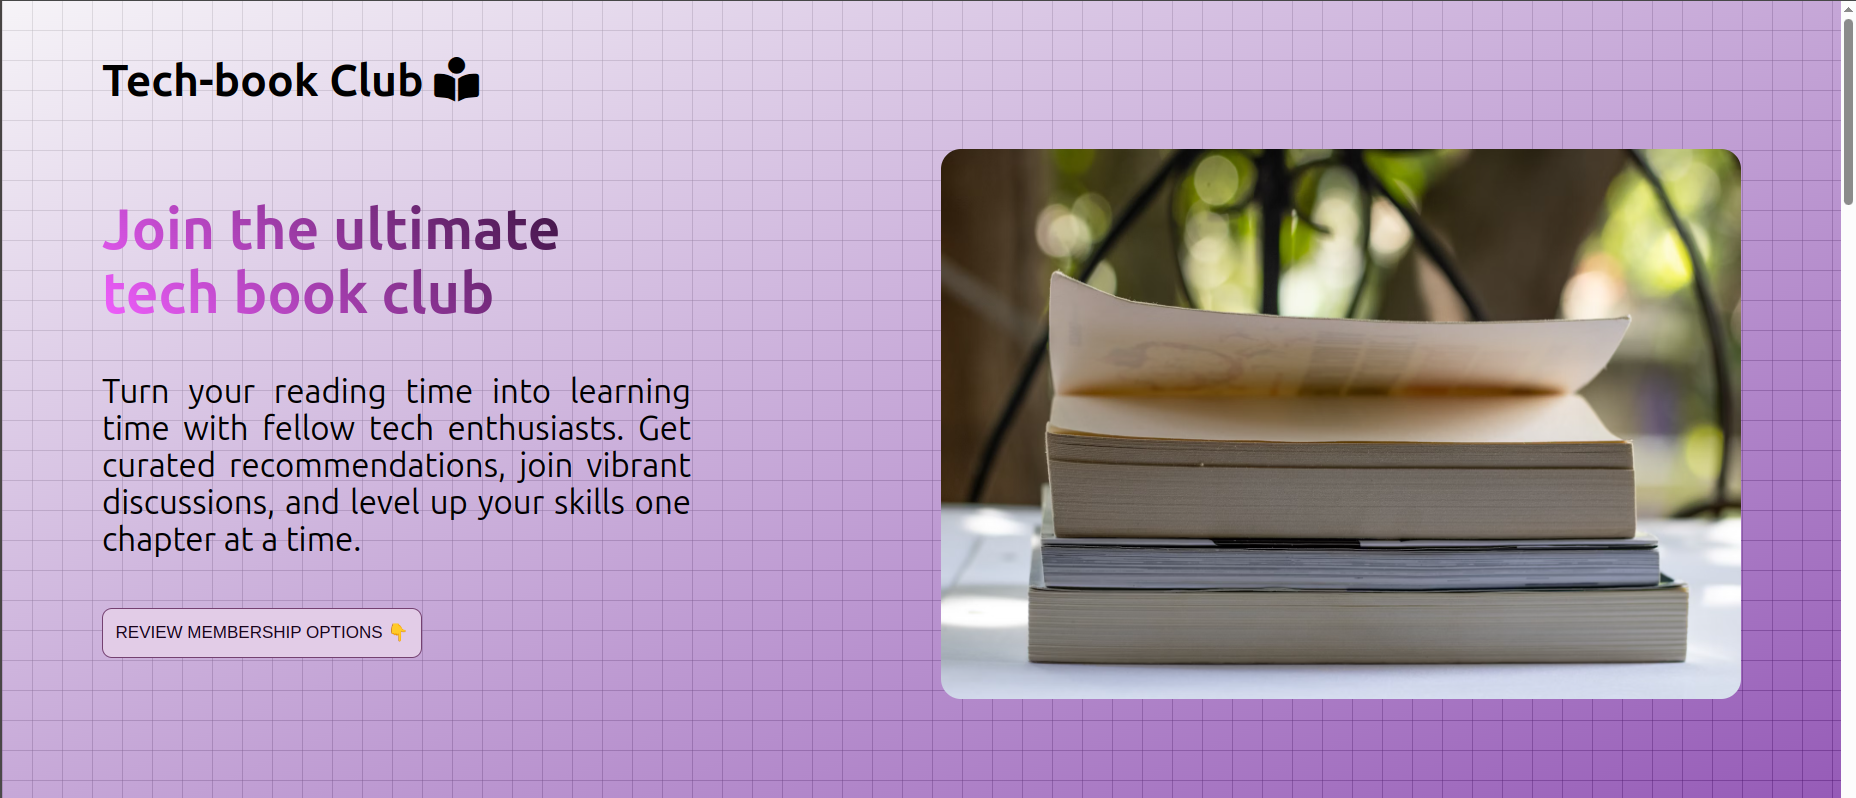 Tech-book Club
Join the ultimate
tech book club
Turn your reading time into learning
time with fellow tech enthusiasts. Get
curated recommendations, join vibrant
discussions, and level up your skills one
chapter at a time.
REVIEW MEMBERSHIP OPTIONS 👇